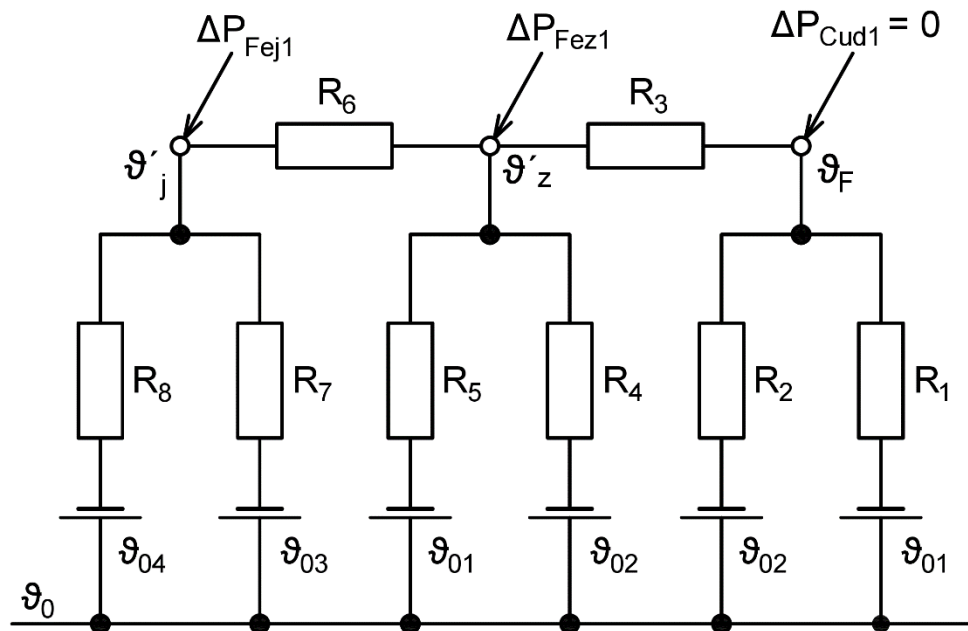 ΔP_Fej1 ΔP_Fez1 ΔP_Cud1 = 0
R_6 R_3
ϑ´_j ϑ´_z ϑ_F
R_8 R_7 R_5 R_4 R_2 R_1
ϑ_04 ϑ_03 ϑ_01 ϑ_02 ϑ_02 ϑ_01
ϑ_0